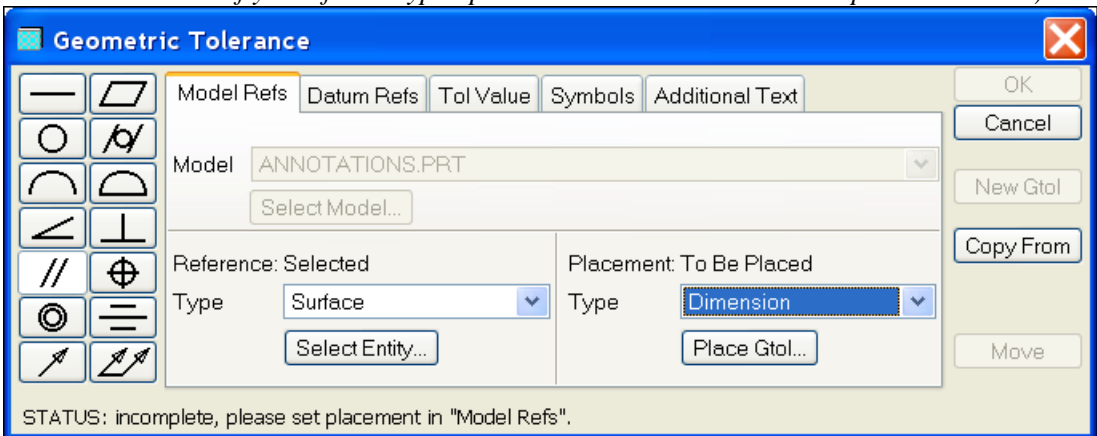 Geometric Tolerance
Model Refs Datum Refs Tol Value Symbols Additional Text
OK
Cancel
Model ANNOTATIONS.PRT
Select Model...
New Gtol
Copy From
Reference: Selected Placement: To Be Placed
Type Surface Type Dimension
Select Entity... Place Gtol...
Move
STATUS: incomplete, please set placement in "Model Refs".